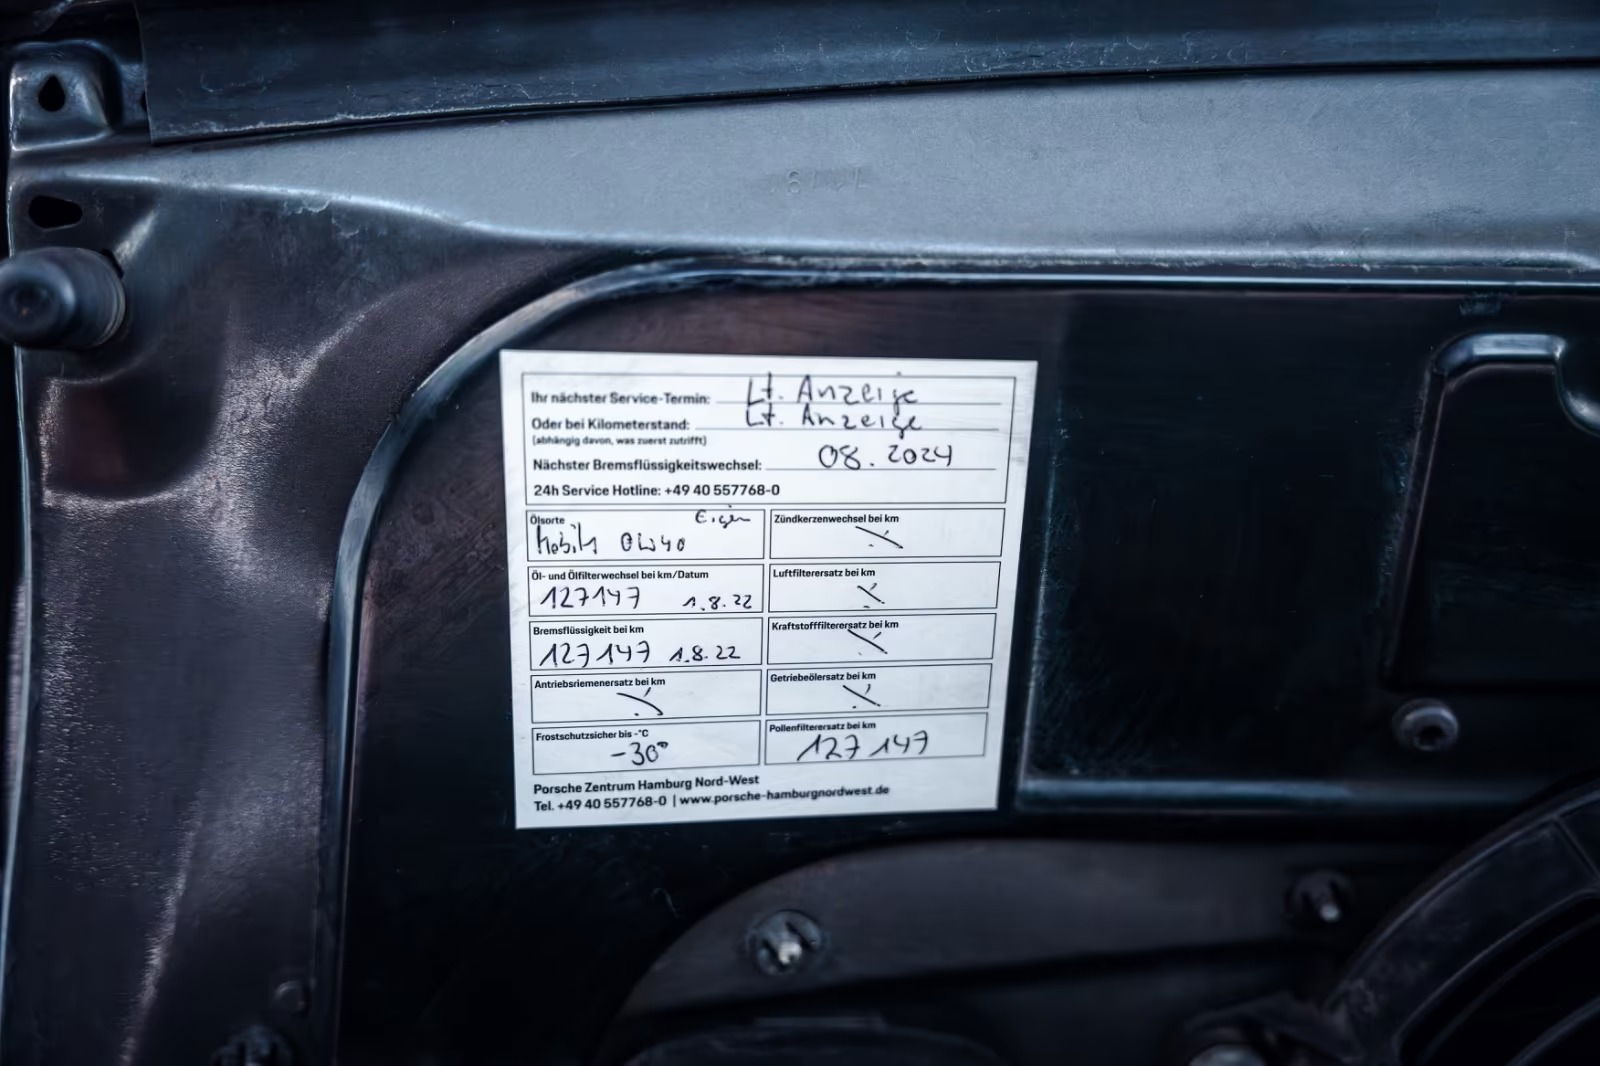 Ihr nächster Service-Termin: Lt. Anzeige
Oder bei Kilometerstand: Lt. Anzeige
(abhängig davon, was zuerst zutrifft)
Nächster Bremsflüssigkeitswechsel: 08.2024
24h Service Hotline: +49 40 557768-0
Ölsorte Eigen
Mobil 1 0W40
Zündkerzenwechsel bei km
Öl- und Ölfilterwechsel bei km/Datum
127147 1.8.22
Luftfilterersatz bei km
Bremsflüssigkeit bei km
127147 1.8.22
Kraftstofffilterersatz bei km
Antriebsriemenersatz bei km
Getriebeölersatz bei km
Frostschutzsicher bis -°C
-30°
Pollenfilterersatz bei km
127147
Porsche Zentrum Hamburg Nord-West
Tel. +49 40 557768-0 | www.porsche-hamburgnordwest.de